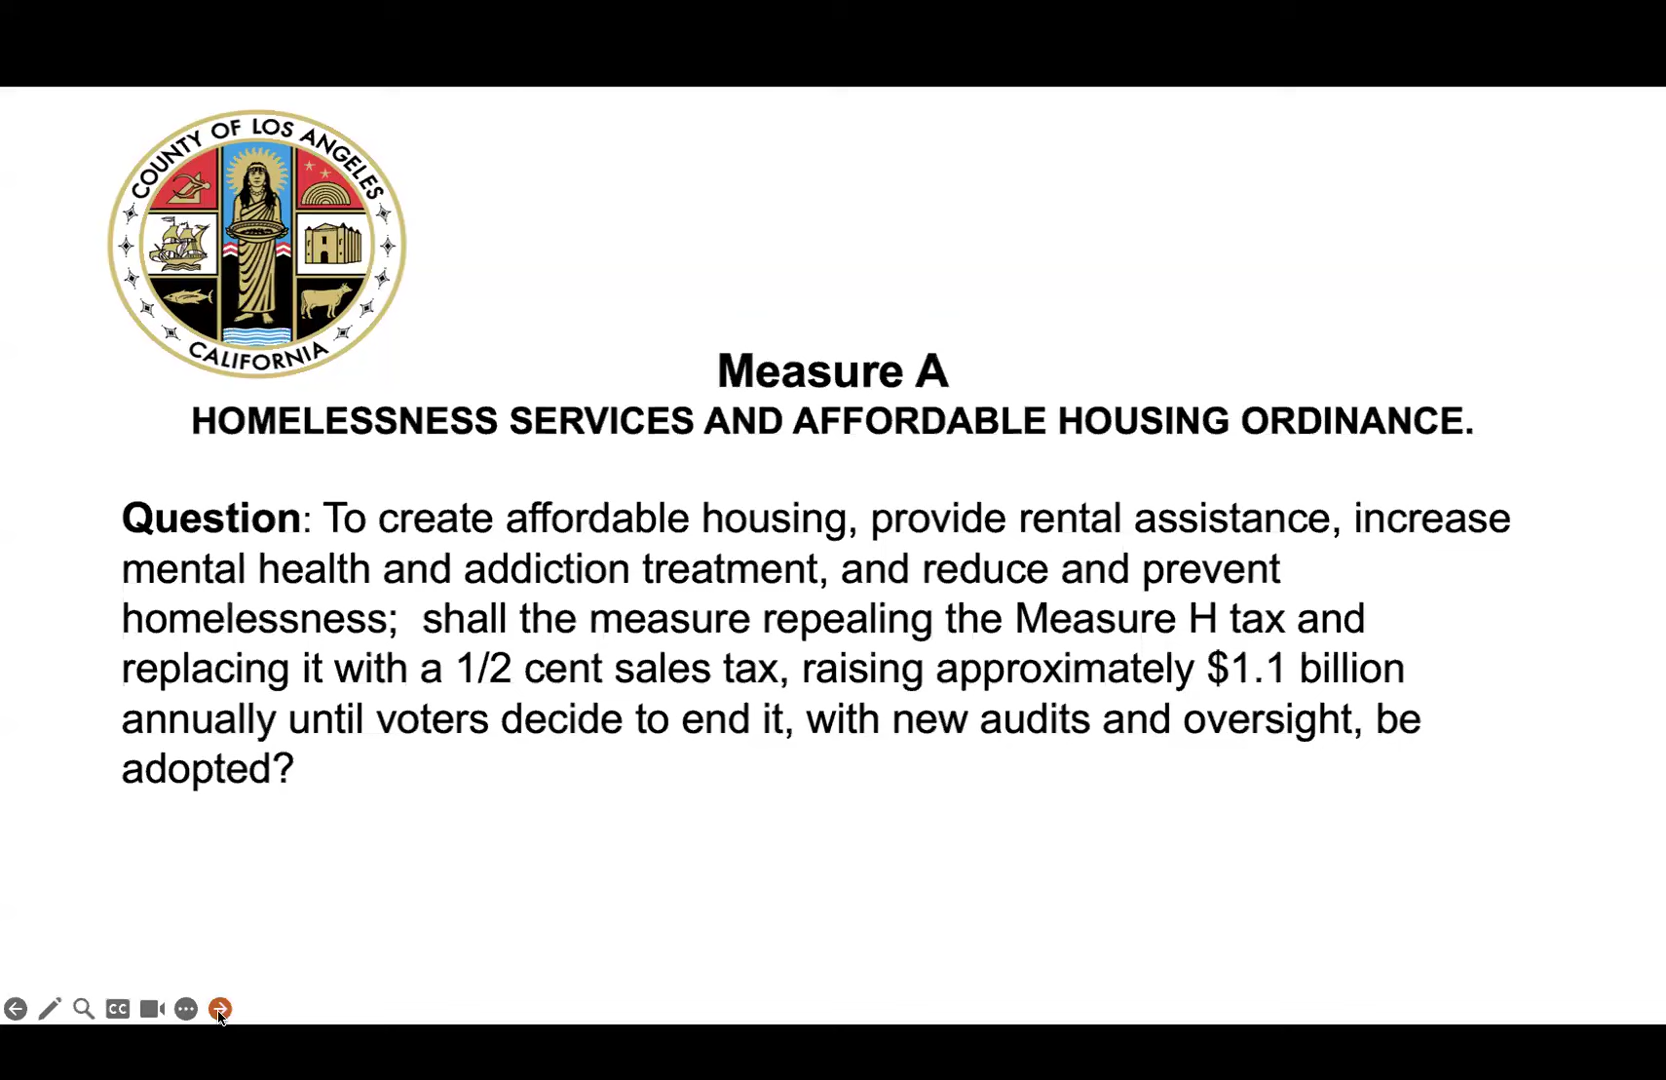 COUNTY OF LOS ANGELES
CALIFORNIA
Measure A
HOMELESSNESS SERVICES AND AFFORDABLE HOUSING ORDINANCE.
Question: To create affordable housing, provide rental assistance, increase
mental health and addiction treatment, and reduce and prevent
homelessness;  shall the measure repealing the Measure H tax and
replacing it with a 1/2 cent sales tax, raising approximately $1.1 billion
annually until voters decide to end it, with new audits and oversight, be
adopted?
CC